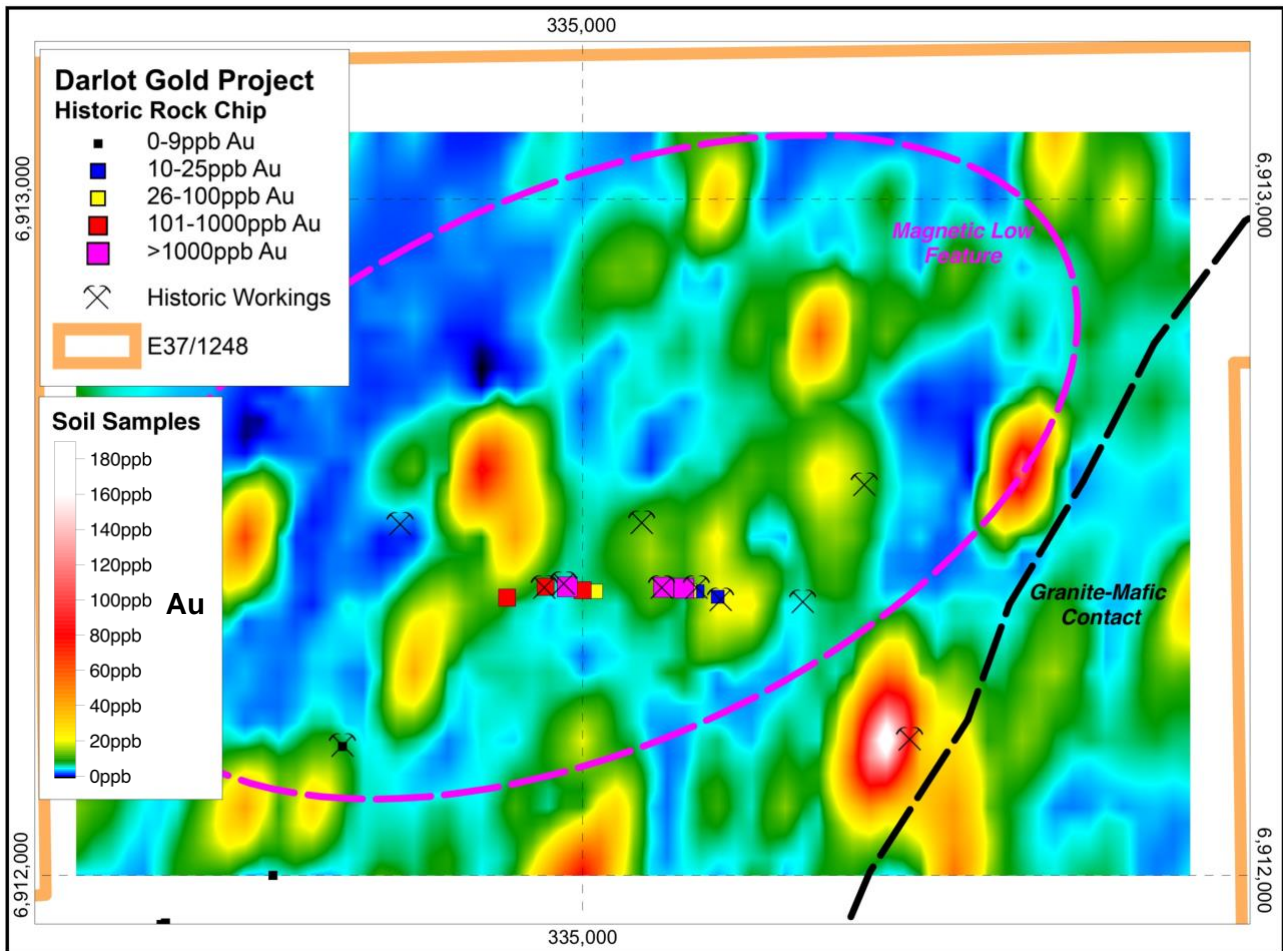 335,000
Darlot Gold Project
Historic Rock Chip
0-9ppb Au
10-25ppb Au
26-100ppb Au
101-1000ppb Au
>1000ppb Au
Historic Workings
E37/1248
6,913,000
6,913,000
Magnetic Low
Feature
Soil Samples
180ppb
160ppb
140ppb
120ppb
100ppb
80ppb
60ppb
40ppb
20ppb
0ppb
Au
Granite-Mafic
Contact
6,912,000
6,912,000
335,000